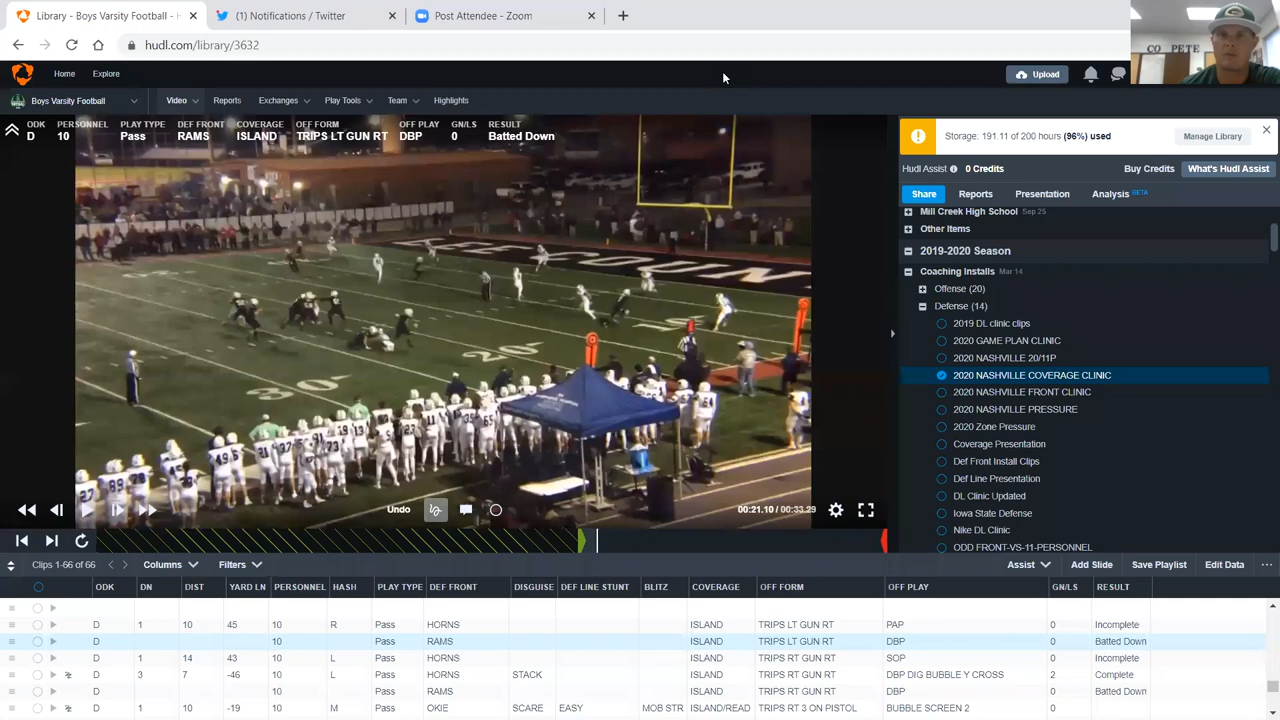 Library - Boys Varsity Football - H
(1) Notifications / Twitter
Post Attendee - Zoom
hudl.com/library/3632
CO PETE
Home
Explore
Upload
Boys Varsity Football
Video
Reports
Exchanges
Play Tools
Team
Highlights
ODK PERSONNEL PLAY TYPE DEF FRONT COVERAGE OFF FORM OFF PLAY GN/LS RESULT
D 10 Pass RAMS ISLAND TRIPS LT GUN RT DBP 0 Batted Down
Storage: 191.11 of 200 hours (96%) used
Manage Library
Hudl Assist 0 Credits
Buy Credits
What's Hudl Assist
Share
Reports
Presentation
Analysis BETA
Mill Creek High School Sep 25
Other Items
2019-2020 Season
Coaching Installs Mar 14
Offense (20)
Defense (14)
2019 DL clinic clips
2020 GAME PLAN CLINIC
2020 NASHVILLE 20/11P
2020 NASHVILLE COVERAGE CLINIC
2020 NASHVILLE FRONT CLINIC
2020 NASHVILLE PRESSURE
2020 Zone Pressure
Coverage Presentation
Def Front Install Clips
Def Line Presentation
DL Clinic Updated
Iowa State Defense
Nike DL Clinic
ODD FRONT-VS-11-PERSONNEL
Undo
00:21.10 / 00:33.29
Clips 1-66 of 66
Columns
Filters
Assist
Add Slide
Save Playlist
Edit Data
ODK DN DIST YARD LN PERSONNEL HASH PLAY TYPE DEF FRONT DISGUISE DEF LINE STUNT BLITZ COVERAGE OFF FORM OFF PLAY GN/LS RESULT
D 1 10 45 10 R Pass HORNS ISLAND TRIPS LT GUN RT PAP 0 Incomplete
D 10 Pass RAMS ISLAND TRIPS LT GUN RT DBP 0 Batted Down
D 1 14 43 10 L Pass HORNS ISLAND TRIPS RT GUN RT SOP 0 Incomplete
D 3 7 -46 10 L Pass HORNS STACK ISLAND TRIPS RT GUN RT DBP DIG BUBBLE Y CROSS 2 Complete
D 10 Pass RAMS ISLAND TRIPS RT GUN RT DBP 0 Batted Down
D 1 10 -19 10 M Pass OKIE SCARE EASY MOB STR ISLAND/READ TRIPS RT 3 ON PISTOL BUBBLE SCREEN 2 0 Complete